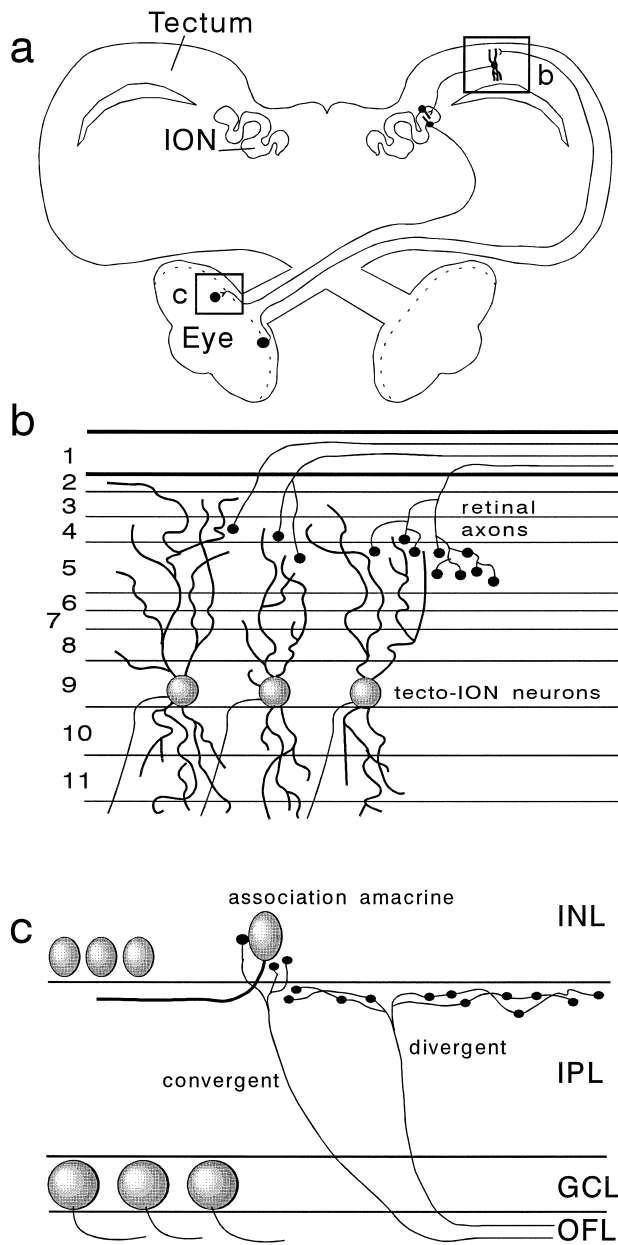 a
Tectum
b
ION
c
Eye
b
1
2
3
retinal
4
axons
5
6
7
8
9
tecto-ION neurons
10
11
c
association amacrine
INL
divergent
convergent
IPL
GCL
OFL